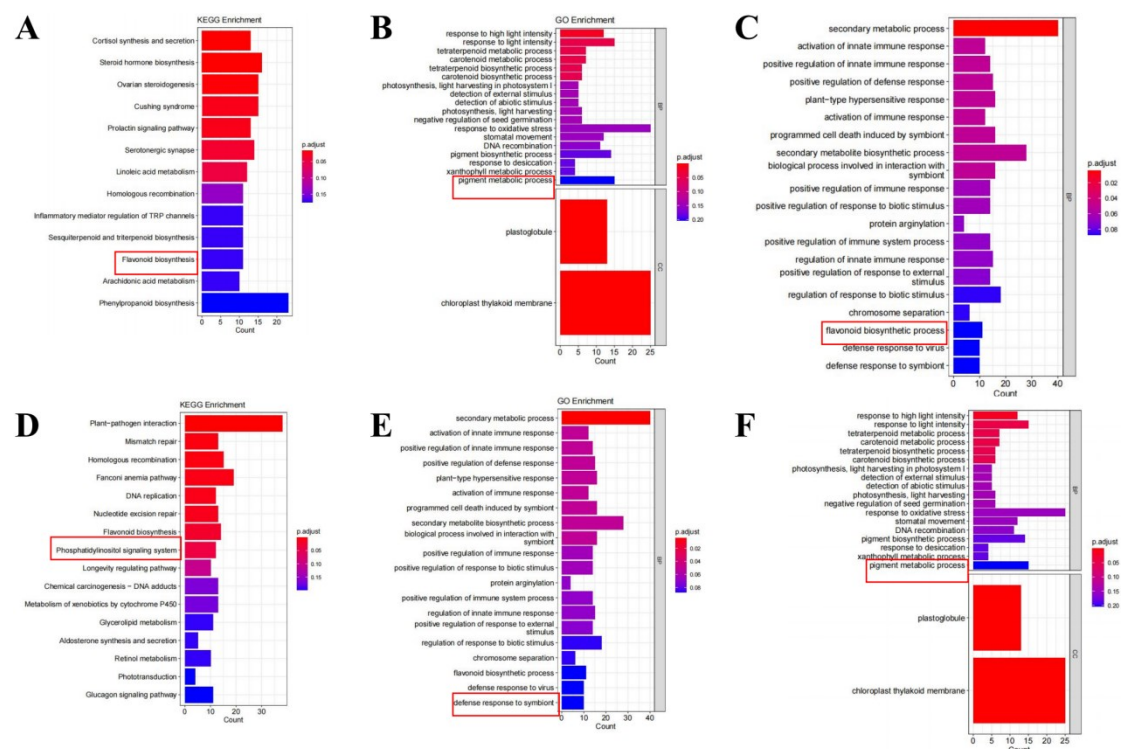 A
KEGG Enrichment
Cortisol synthesis and secretion
Steroid hormone biosynthesis
Ovarian steroidogenesis
Cushing syndrome
Prolactin signaling pathway
Serotonergic synapse
Linoleic acid metabolism
Homologous recombination
Inflammatory mediator regulation of TRP channels
Sesquiterpenoid and triterpenoid biosynthesis
Flavonoid biosynthesis
Arachidonic acid metabolism
Phenylpropanoid biosynthesis
0 5 10 15 20
Count
p.adjust
0.05
0.10
0.15
B
GO Enrichment
response to high light intensity
response to light intensity
tetraterpenoid metabolic process
carotenoid metabolic process
tetraterpenoid biosynthetic process
carotenoid biosynthetic process
photosynthesis, light harvesting in photosystem I
detection of external stimulus
detection of abiotic stimulus
photosynthesis, light harvesting
negative regulation of seed germination
response to oxidative stress
stomatal movement
DNA recombination
pigment biosynthetic process
response to desiccation
xanthophyll metabolic process
pigment metabolic process
plastoglobule
chloroplast thylakoid membrane
0 5 10 15 20 25
Count
BP
CC
p.adjust
0.05
0.10
0.15
0.20
C
secondary metabolic process
activation of innate immune response
positive regulation of innate immune response
positive regulation of defense response
plant-type hypersensitive response
activation of immune response
programmed cell death induced by symbiont
secondary metabolite biosynthetic process
biological process involved in interaction with
symbiont
positive regulation of immune response
positive regulation of response to biotic stimulus
protein arginylation
positive regulation of immune system process
regulation of innate immune response
positive regulation of response to external
stimulus
regulation of response to biotic stimulus
chromosome separation
flavonoid biosynthetic process
defense response to virus
defense response to symbiont
0 10 20 30 40
Count
BP
p.adjust
0.02
0.04
0.06
0.08
D
KEGG Enrichment
Plant-pathogen interaction
Mismatch repair
Homologous recombination
Fanconi anemia pathway
DNA replication
Nucleotide excision repair
Flavonoid biosynthesis
Phosphatidylinositol signaling system
Longevity regulating pathway
Chemical carcinogenesis - DNA adducts
Metabolism of xenobiotics by cytochrome P450
Glycerolipid metabolism
Aldosterone synthesis and secretion
Retinol metabolism
Phototransduction
Glucagon signaling pathway
0 10 20 30
Count
p.adjust
0.05
0.10
0.15
E
GO Enrichment
secondary metabolic process
activation of innate immune response
positive regulation of innate immune response
positive regulation of defense response
plant-type hypersensitive response
activation of immune response
programmed cell death induced by symbiont
secondary metabolite biosynthetic process
biological process involved in interaction with
symbiont
positive regulation of immune response
positive regulation of response to biotic stimulus
protein arginylation
positive regulation of immune system process
regulation of innate immune response
positive regulation of response to external
stimulus
regulation of response to biotic stimulus
chromosome separation
flavonoid biosynthetic process
defense response to virus
defense response to symbiont
0 10 20 30 40
Count
BP
p.adjust
0.02
0.04
0.06
0.08
F
response to high light intensity
response to light intensity
tetraterpenoid metabolic process
carotenoid metabolic process
tetraterpenoid biosynthetic process
carotenoid biosynthetic process
photosynthesis, light harvesting in photosystem I
detection of external stimulus
detection of abiotic stimulus
photosynthesis, light harvesting
negative regulation of seed germination
response to oxidative stress
stomatal movement
DNA recombination
pigment biosynthetic process
response to desiccation
xanthophyll metabolic process
pigment metabolic process
plastoglobule
chloroplast thylakoid membrane
0 5 10 15 20 25
Count
BP
CC
p.adjust
0.05
0.10
0.15
0.20